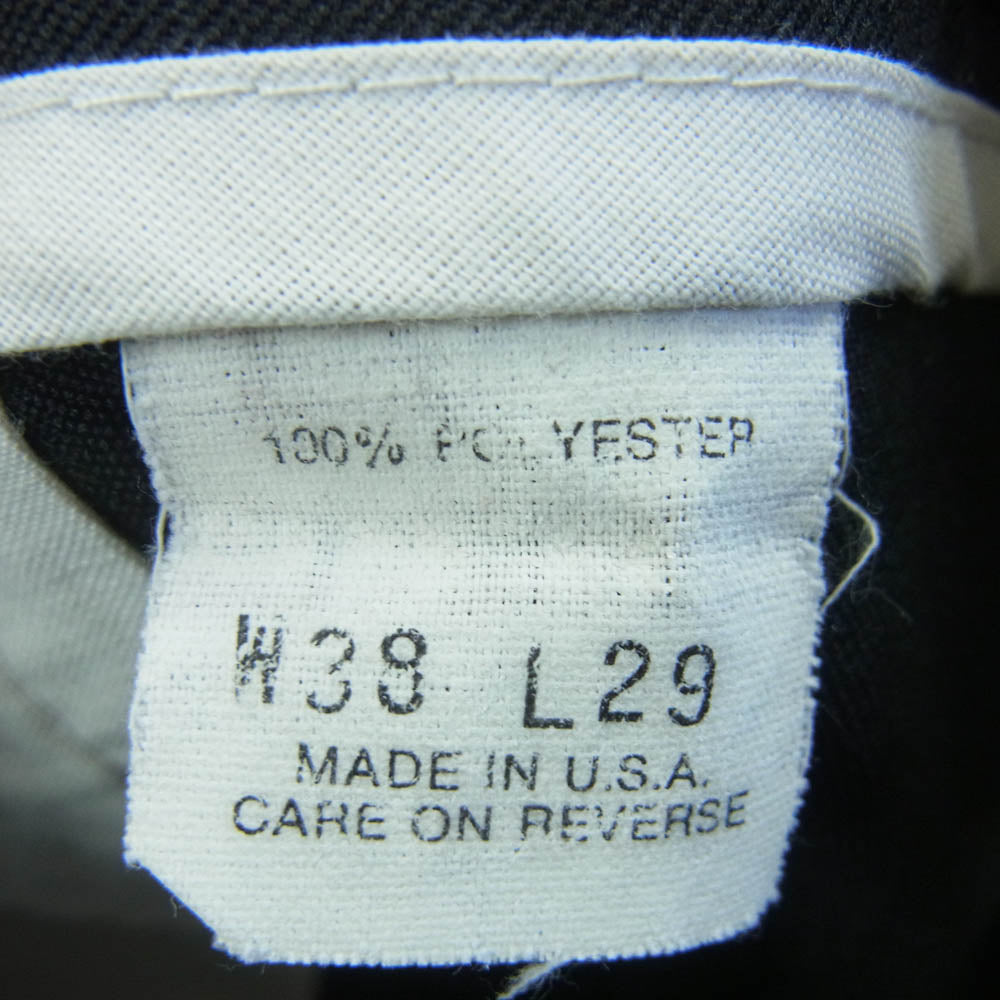 100% POLYESTER
W38 L29
MADE IN U.S.A.
CARE ON REVERSE